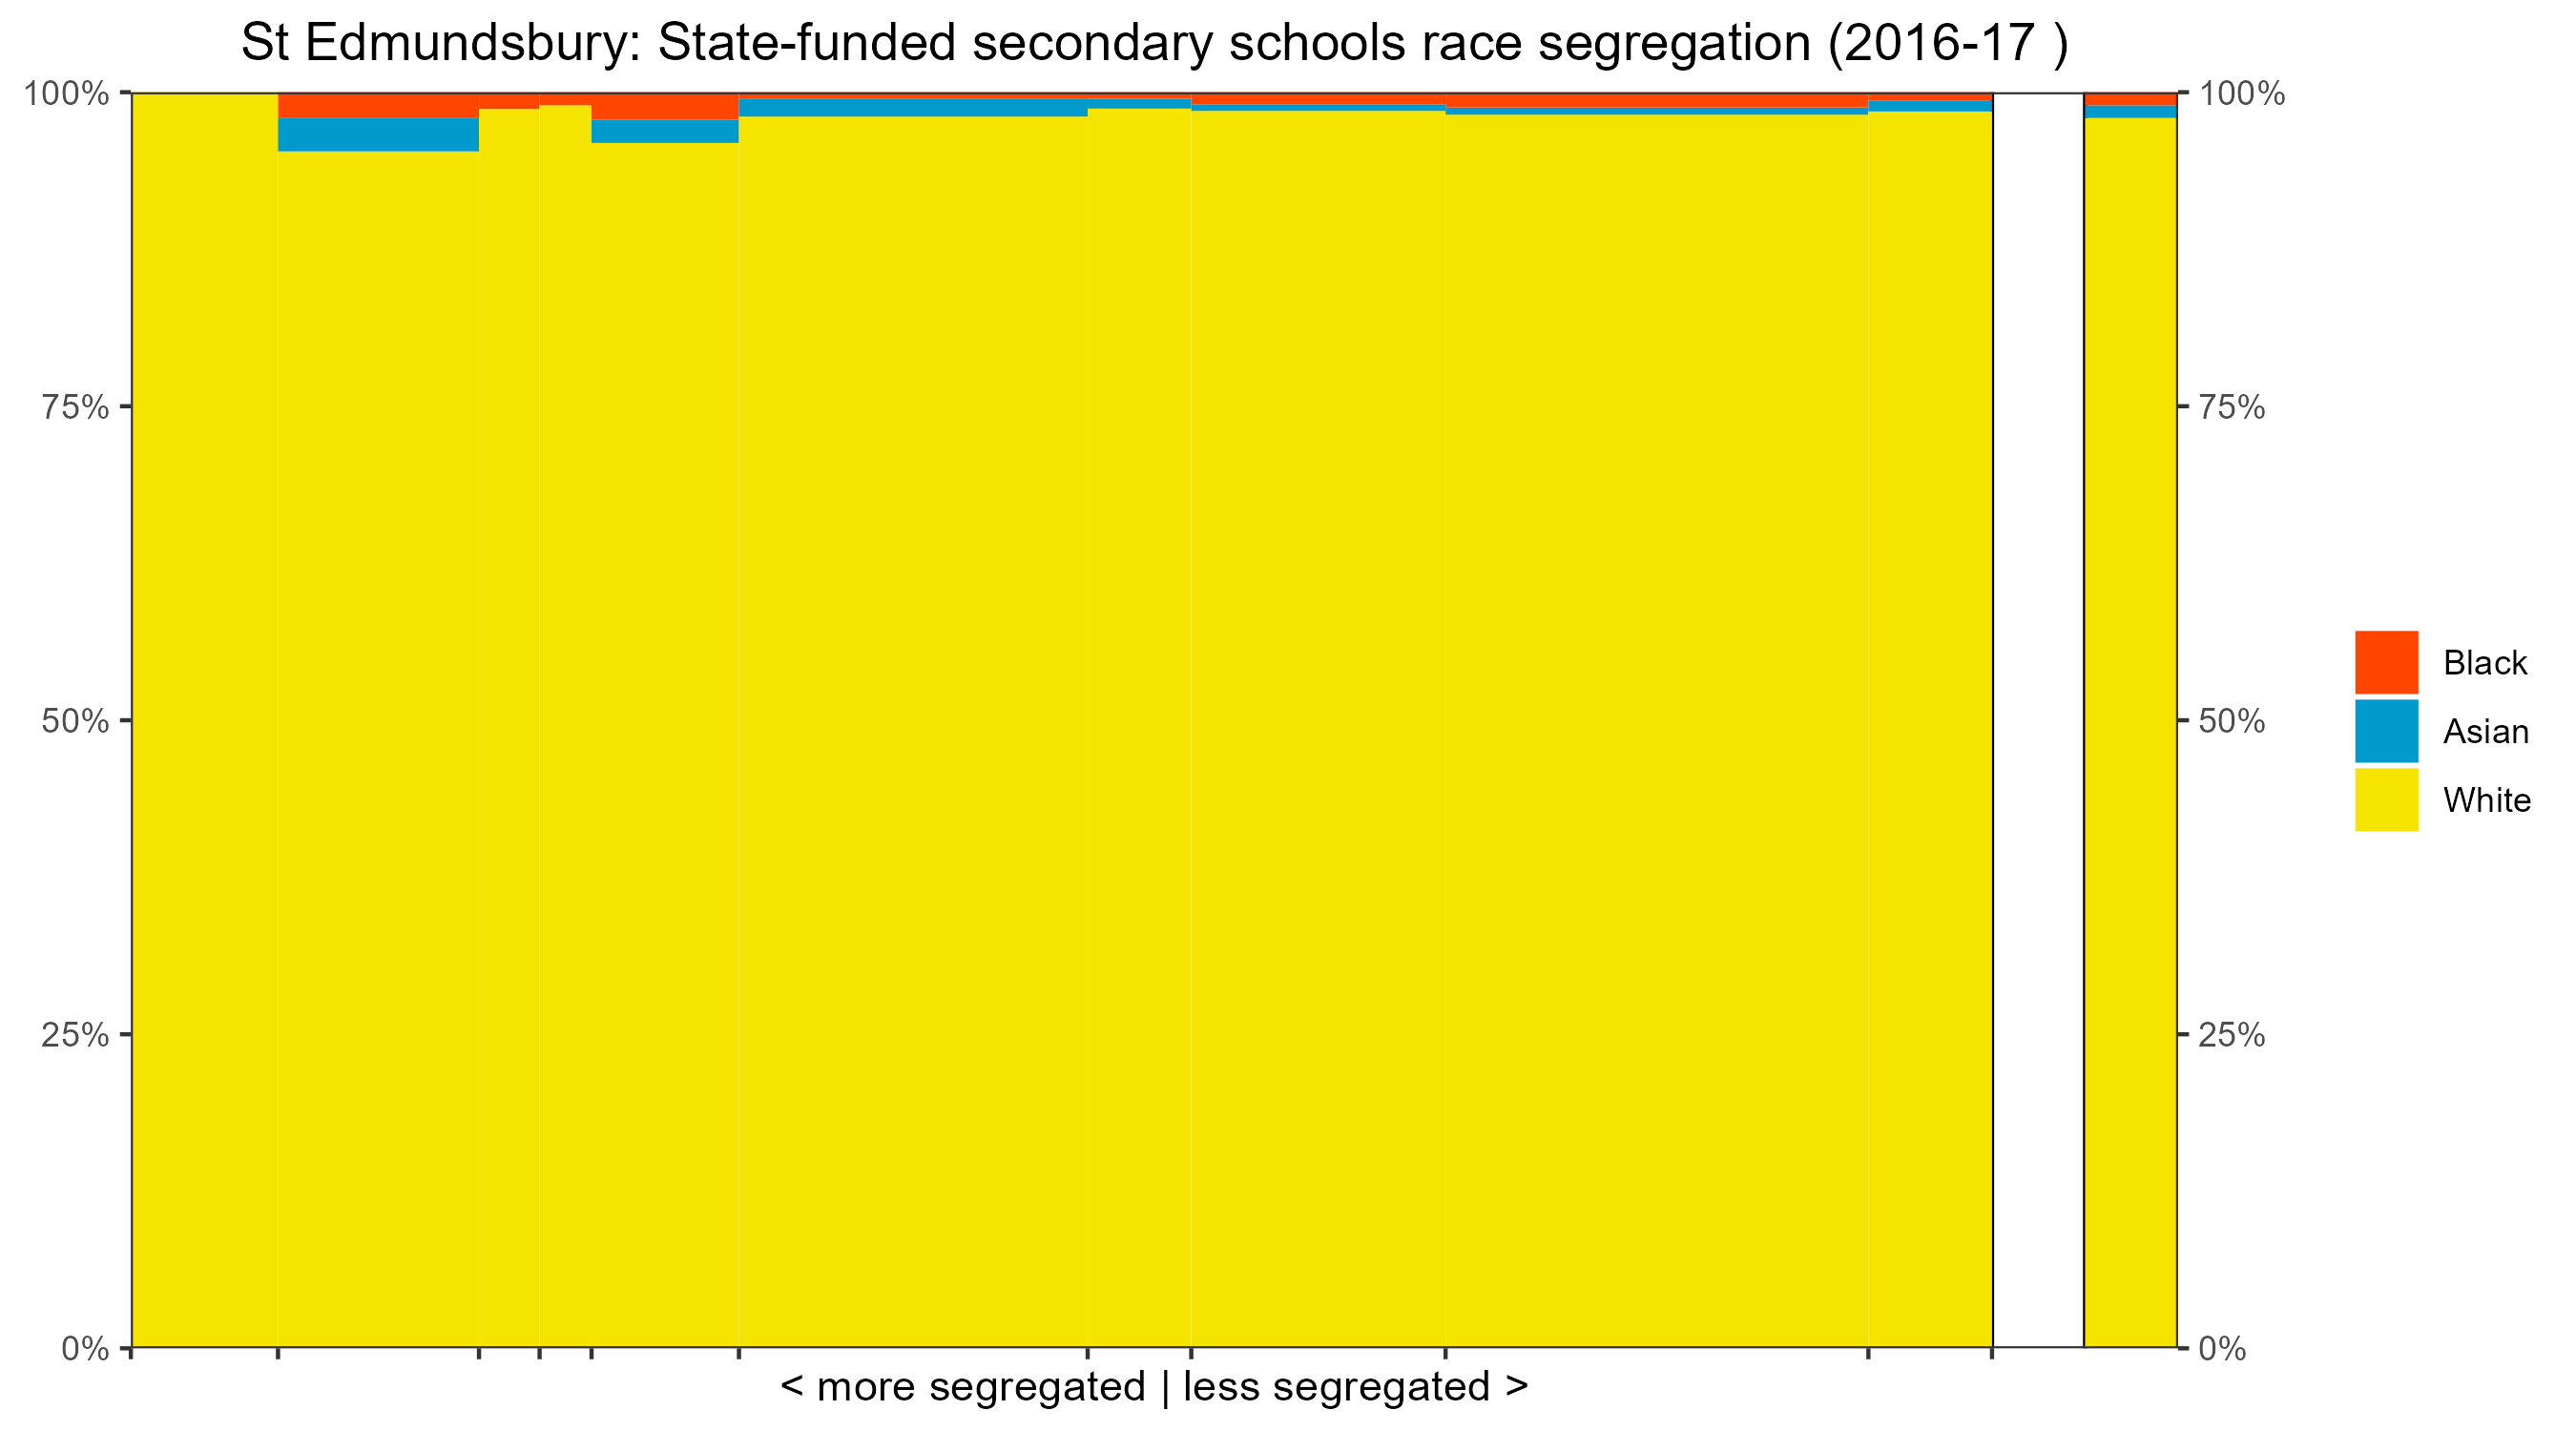 St Edmundsbury: State-funded secondary schools race segregation (2016-17 )
100%
75%
50%
25%
0%
100%
75%
50%
25%
0%
Black
Asian
White
< more segregated | less segregated >